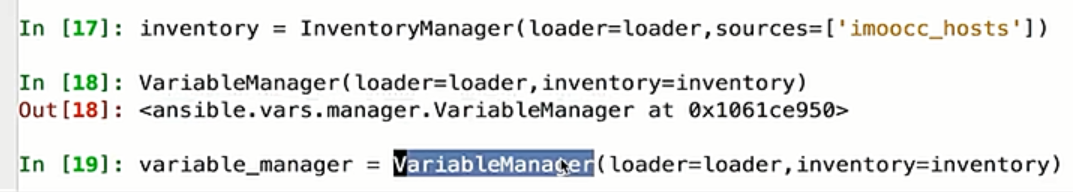 In [17]: inventory = InventoryManager(loader=loader,sources=['imoocc_hosts'])
In [18]: VariableManager(loader=loader,inventory=inventory)
Out[18]: <ansible.vars.manager.VariableManager at 0x1061ce950>
In [19]: variable_manager = VariableManager(loader=loader,inventory=inventory)